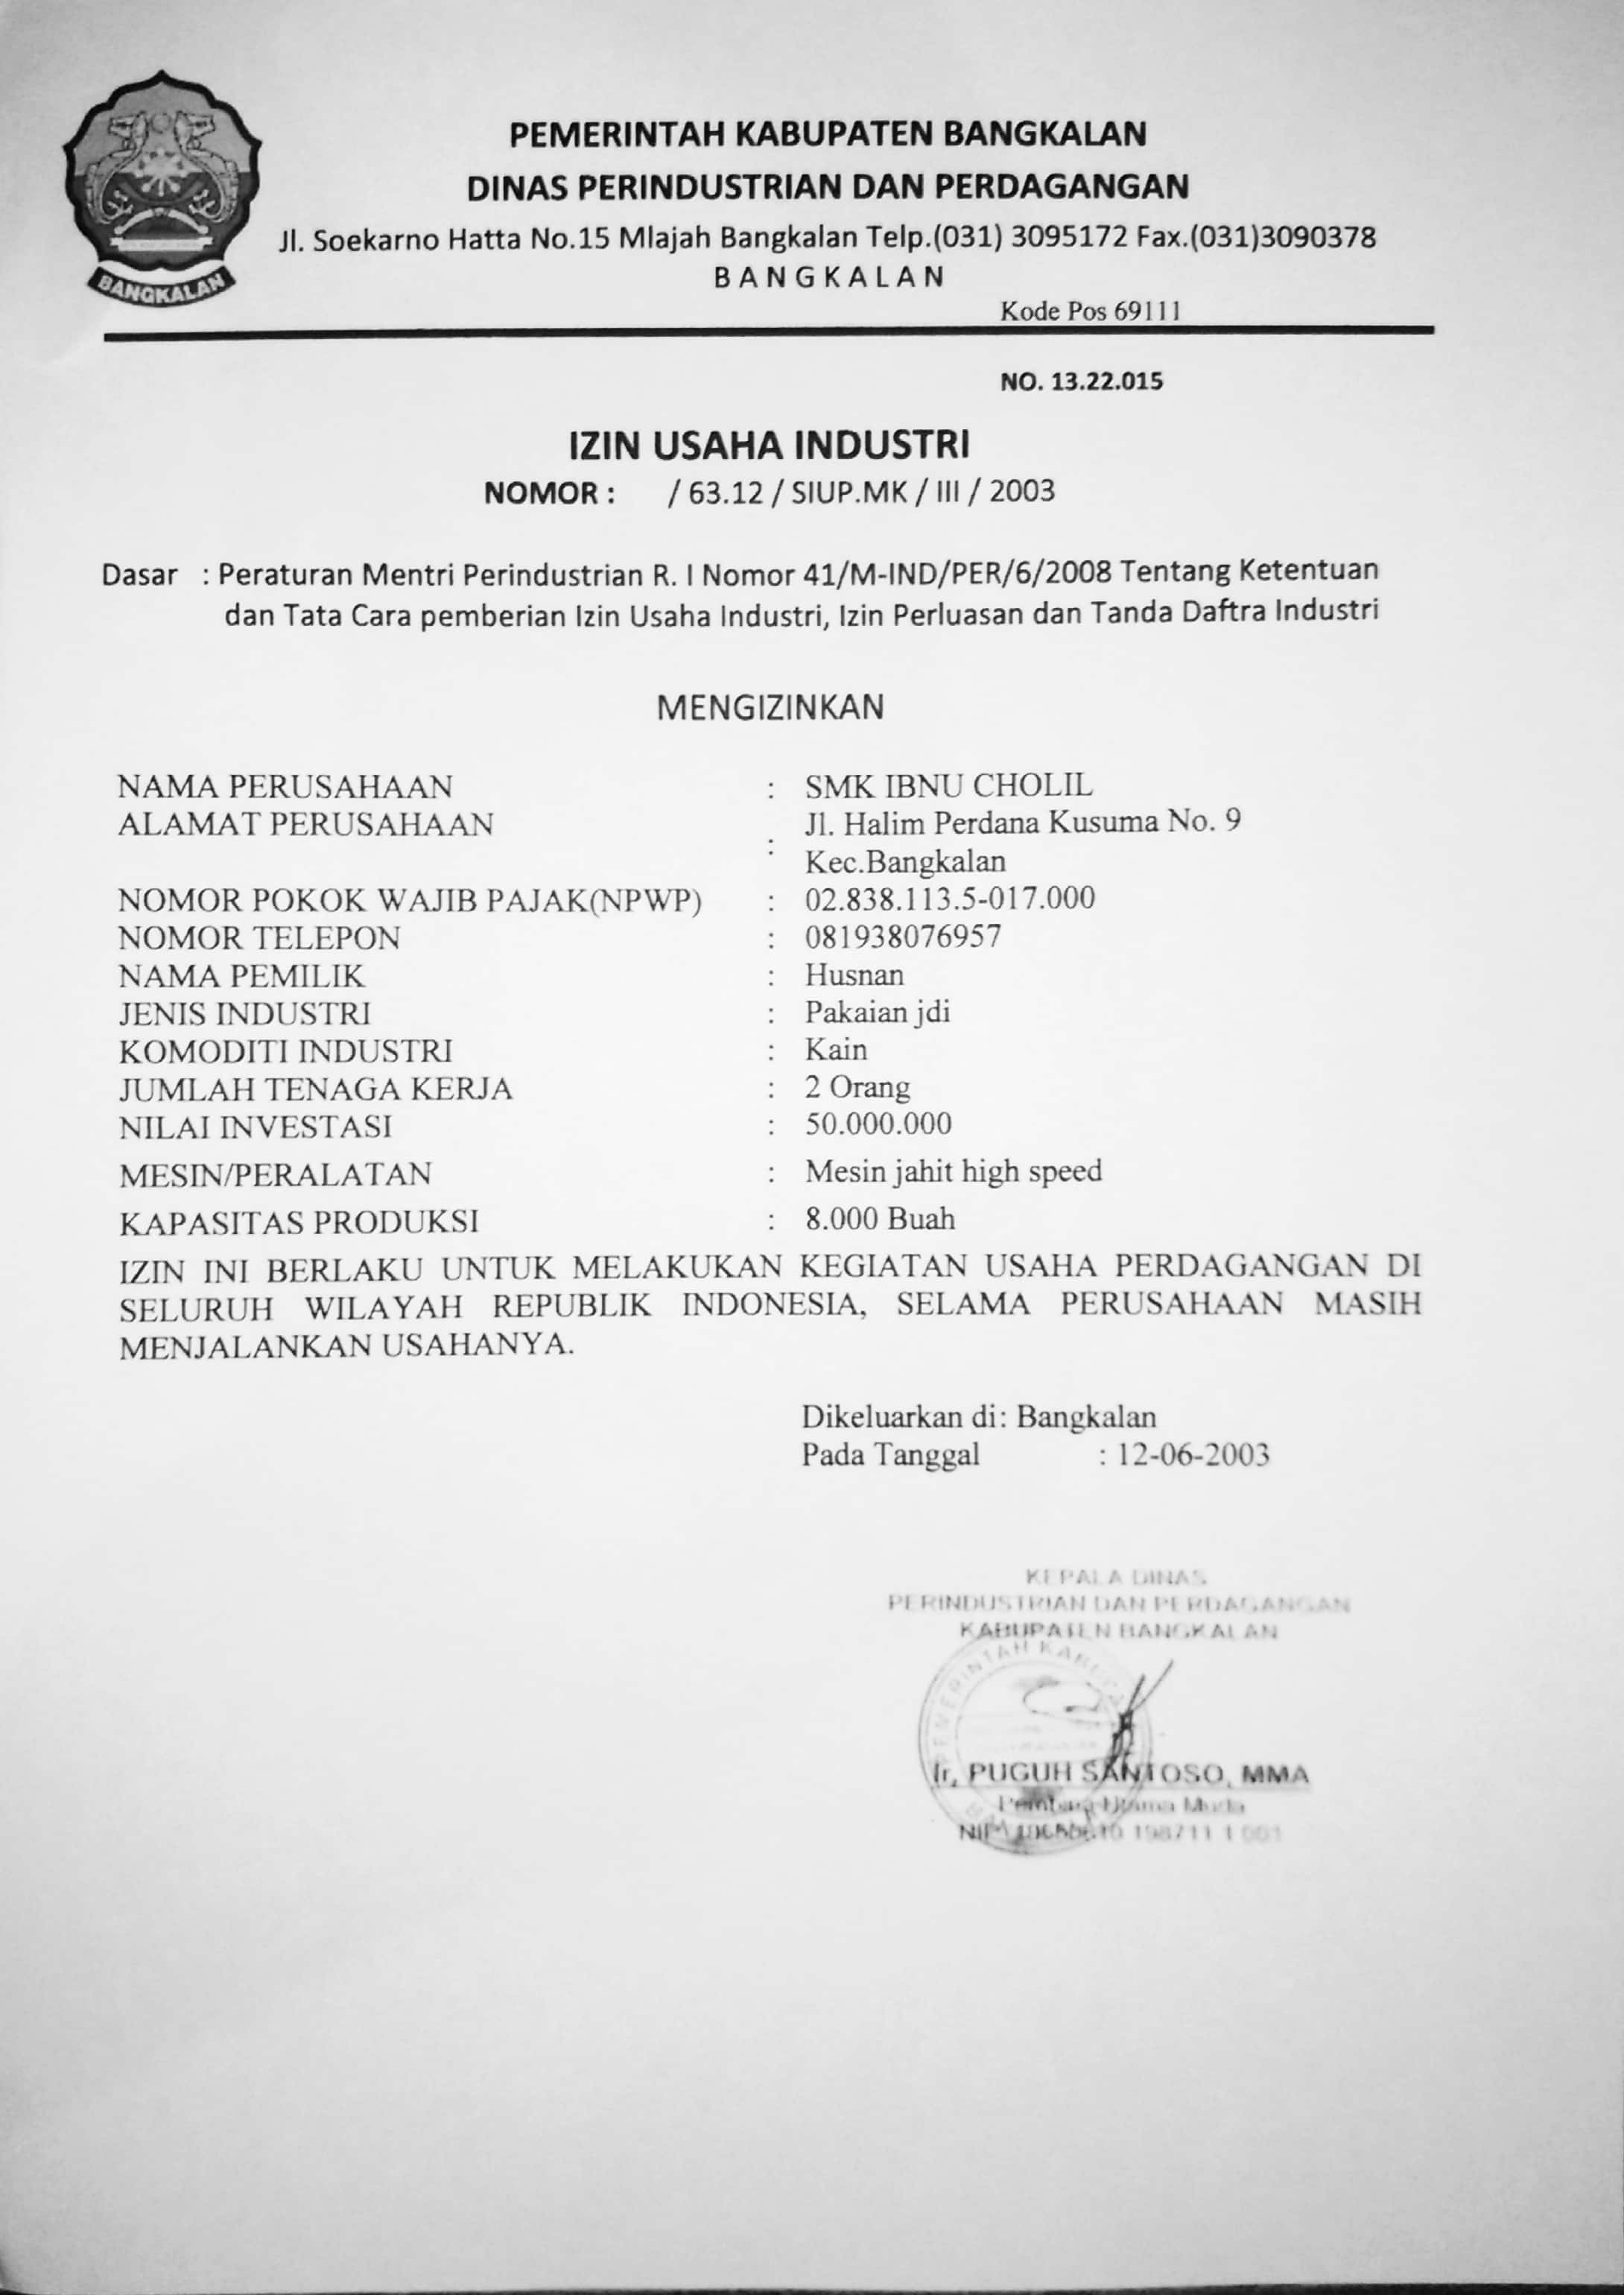 PEMERINTAH KABUPATEN BANGKALAN
DINAS PERINDUSTRIAN DAN PERDAGANGAN
Jl. Soekarno Hatta No.15 Mlajah Bangkalan Telp.(031) 3095172 Fax.(031)3090378
BANGKALAN
BANGKALAN
Kode Pos 69111
NO. 13.22.015
IZIN USAHA INDUSTRI
NOMOR : / 63.12 / SIUP.MK / III / 2003
Dasar : Peraturan Mentri Perindustrian R. I Nomor 41/M-IND/PER/6/2008 Tentang Ketentuan
dan Tata Cara pemberian Izin Usaha Industri, Izin Perluasan dan Tanda Daftra Industri
MENGIZINKAN
NAMA PERUSAHAAN : SMK IBNU CHOLIL
ALAMAT PERUSAHAAN : Jl. Halim Perdana Kusuma No. 9
Kec.Bangkalan
NOMOR POKOK WAJIB PAJAK(NPWP) : 02.838.113.5-017.000
NOMOR TELEPON : 081938076957
NAMA PEMILIK : Husnan
JENIS INDUSTRI : Pakaian jdi
KOMODITI INDUSTRI : Kain
JUMLAH TENAGA KERJA : 2 Orang
NILAI INVESTASI : 50.000.000
MESIN/PERALATAN : Mesin jahit high speed
KAPASITAS PRODUKSI : 8.000 Buah
IZIN INI BERLAKU UNTUK MELAKUKAN KEGIATAN USAHA PERDAGANGAN DI
SELURUH WILAYAH REPUBLIK INDONESIA, SELAMA PERUSAHAAN MASIH
MENJALANKAN USAHANYA.
Dikeluarkan di: Bangkalan
Pada Tanggal : 12-06-2003
KEPALA DINAS
PERINDUSTRIAN DAN PERDAGANGAN
KABUPATEN BANGKALAN
PEMERINTAH
Ir. PUGUH SANTOSO, MMA
Pembina Utama Muda
NIP